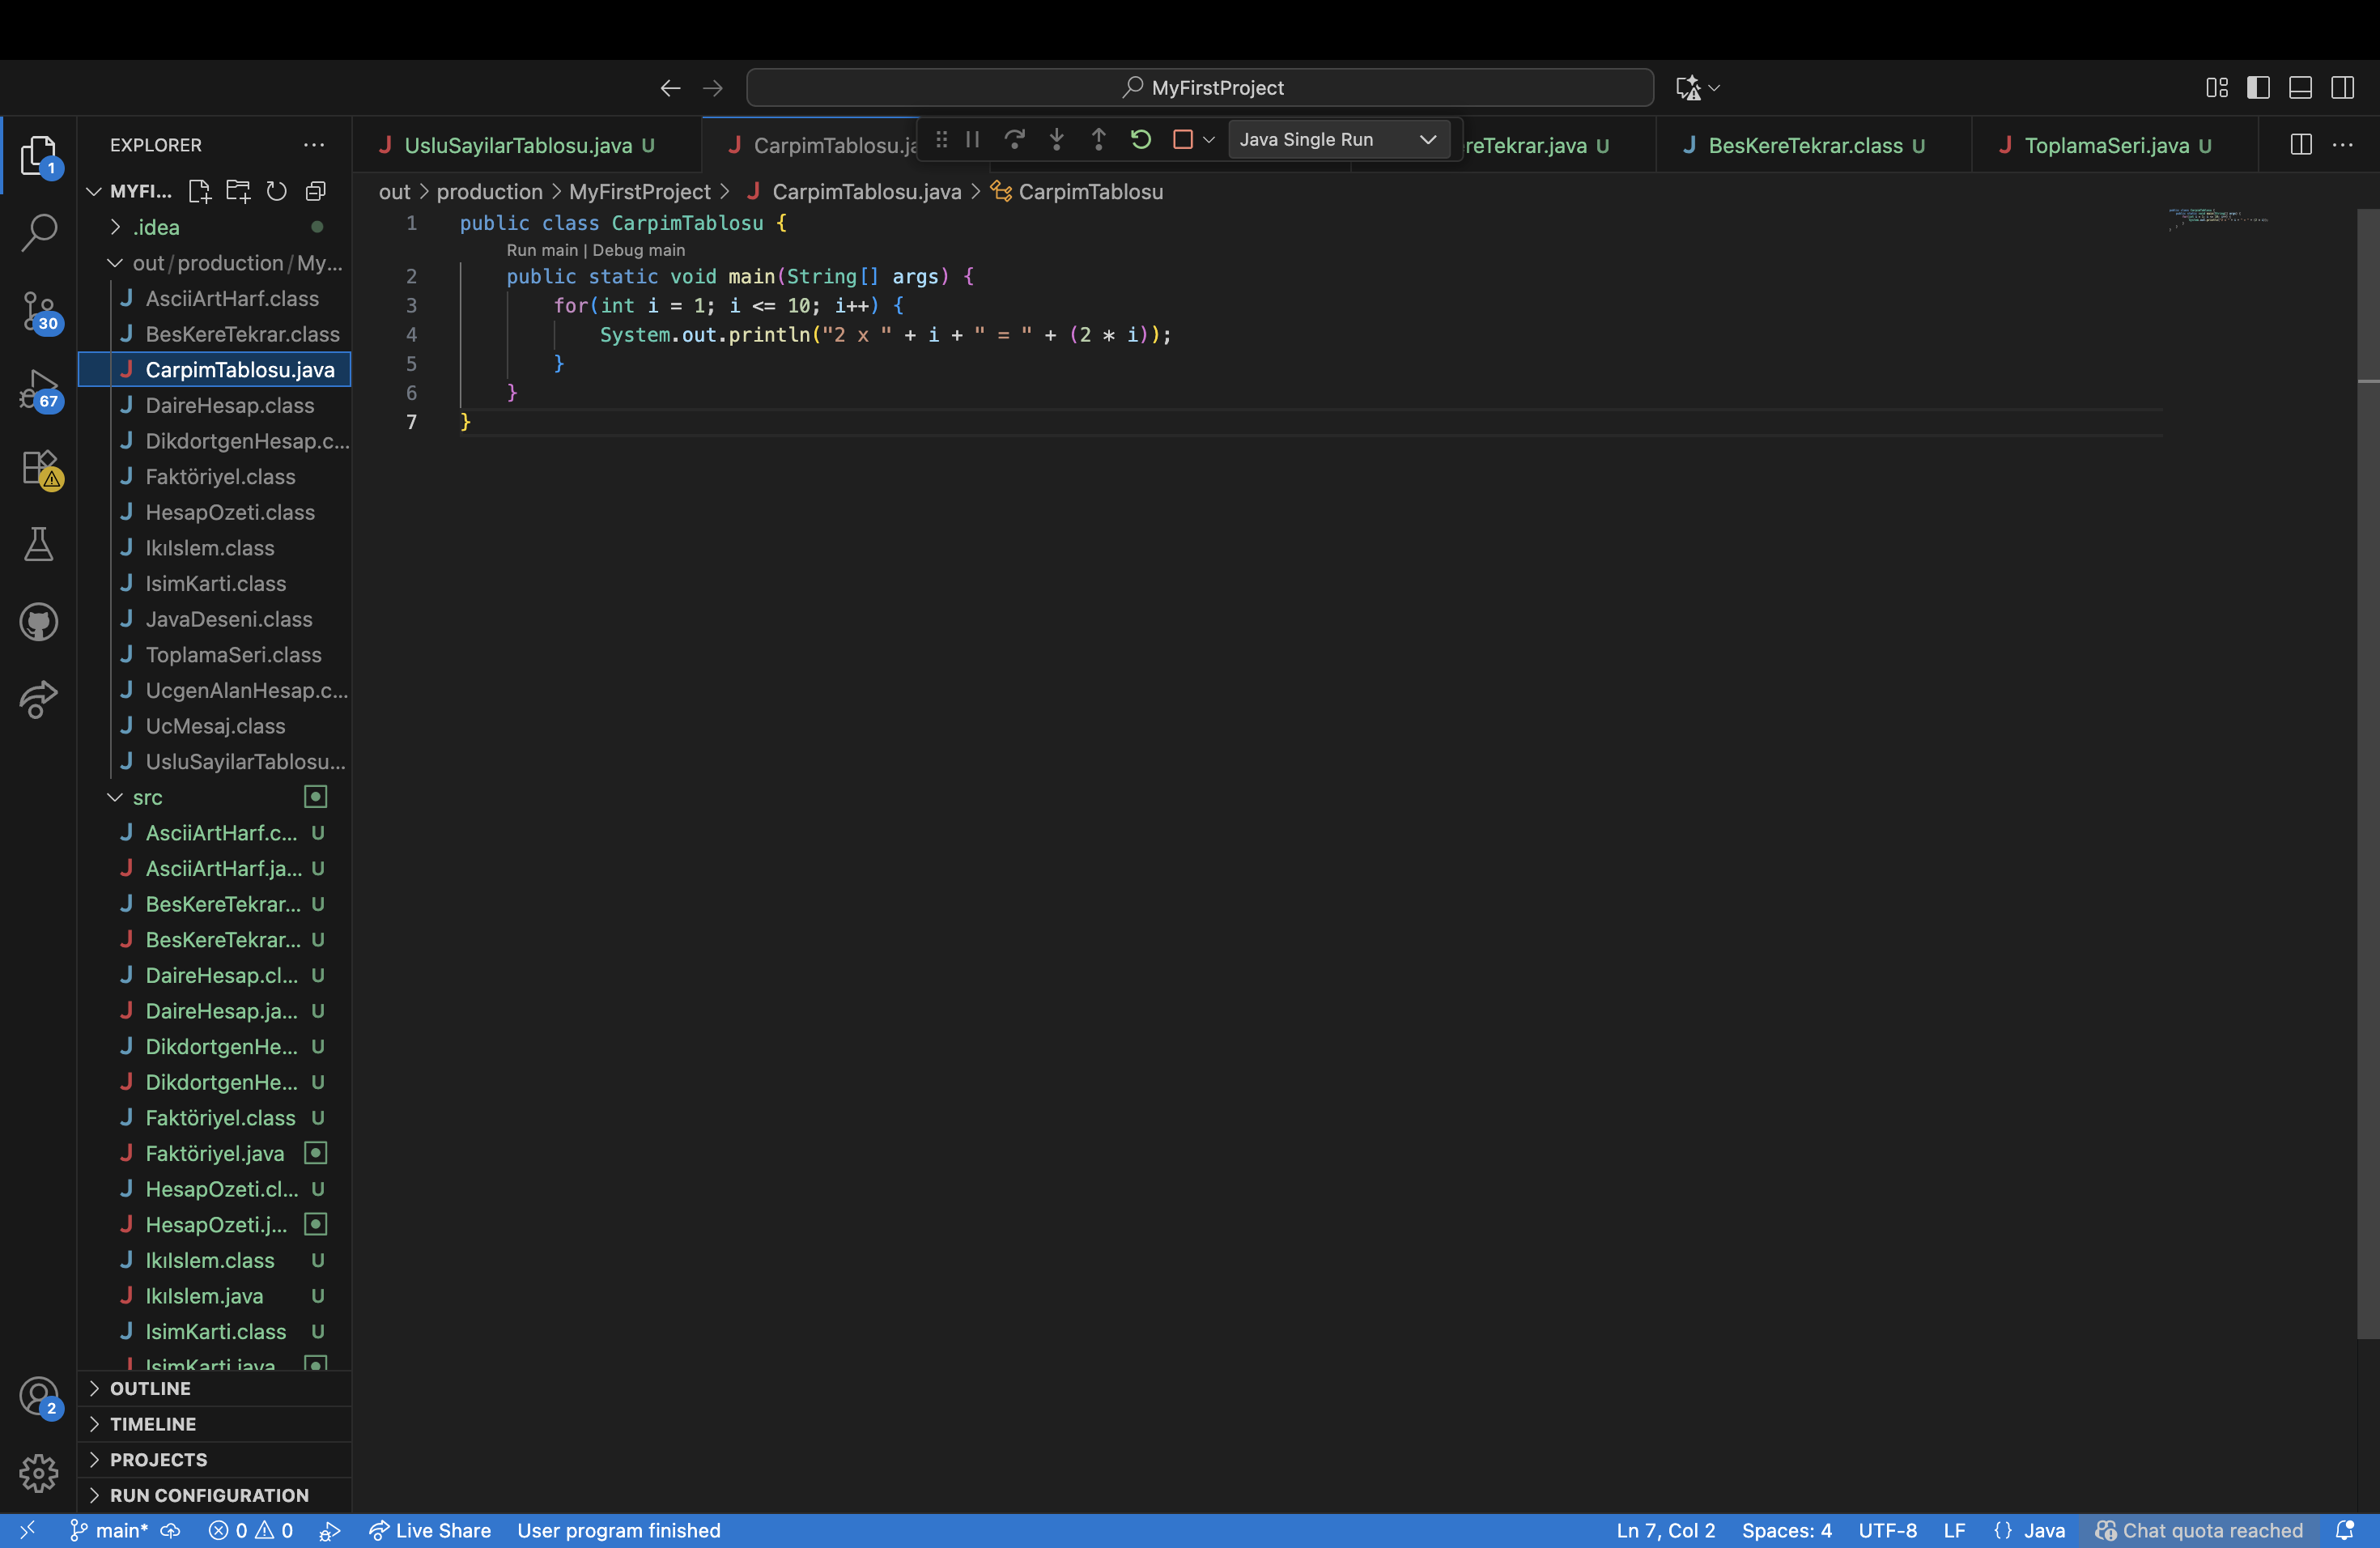 MyFirstProject
EXPLORER
UsluSayilarTablosu.java U
CarpimTablosu.ja
Java Single Run
reTekrar.java U
BesKereTekrar.class U
ToplamaSeri.java U
1
MYFI...
out > production > MyFirstProject > CarpimTablosu.java > CarpimTablosu
.idea
out/production/My...
AsciiArtHarf.class
BesKereTekrar.class
CarpimTablosu.java
DaireHesap.class
DikdortgenHesap.c...
Faktöriyel.class
HesapOzeti.class
IkıIslem.class
IsimKarti.class
JavaDeseni.class
ToplamaSeri.class
UcgenAlanHesap.c...
UcMesaj.class
UsluSayilarTablosu...
src
AsciiArtHarf.c... U
AsciiArtHarf.ja... U
BesKereTekrar... U
BesKereTekrar... U
DaireHesap.cl... U
DaireHesap.ja... U
DikdortgenHe... U
DikdortgenHe... U
Faktöriyel.class U
Faktöriyel.java
HesapOzeti.cl... U
HesapOzeti.j...
IkıIslem.class U
IkıIslem.java U
IsimKarti.class U
IsimKarti.java
OUTLINE
TIMELINE
PROJECTS
RUN CONFIGURATION
30
67
2
1 public class CarpimTablosu {
Run main | Debug main
2 public static void main(String[] args) {
3 for(int i = 1; i <= 10; i++) {
4 System.out.println("2 x " + i + " = " + (2 * i));
5 }
6 }
7 }
main* 0 0 Live Share User program finished Ln 7, Col 2 Spaces: 4 UTF-8 LF {} Java Chat quota reached